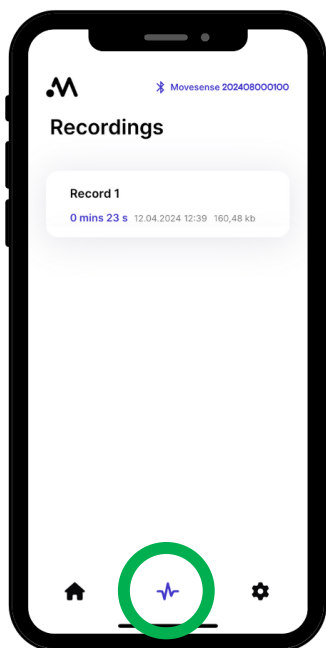 Movesense 202408000100
Recordings
Record 1
0 mins 23 s 12.04.2024 12:39 160,48 kb